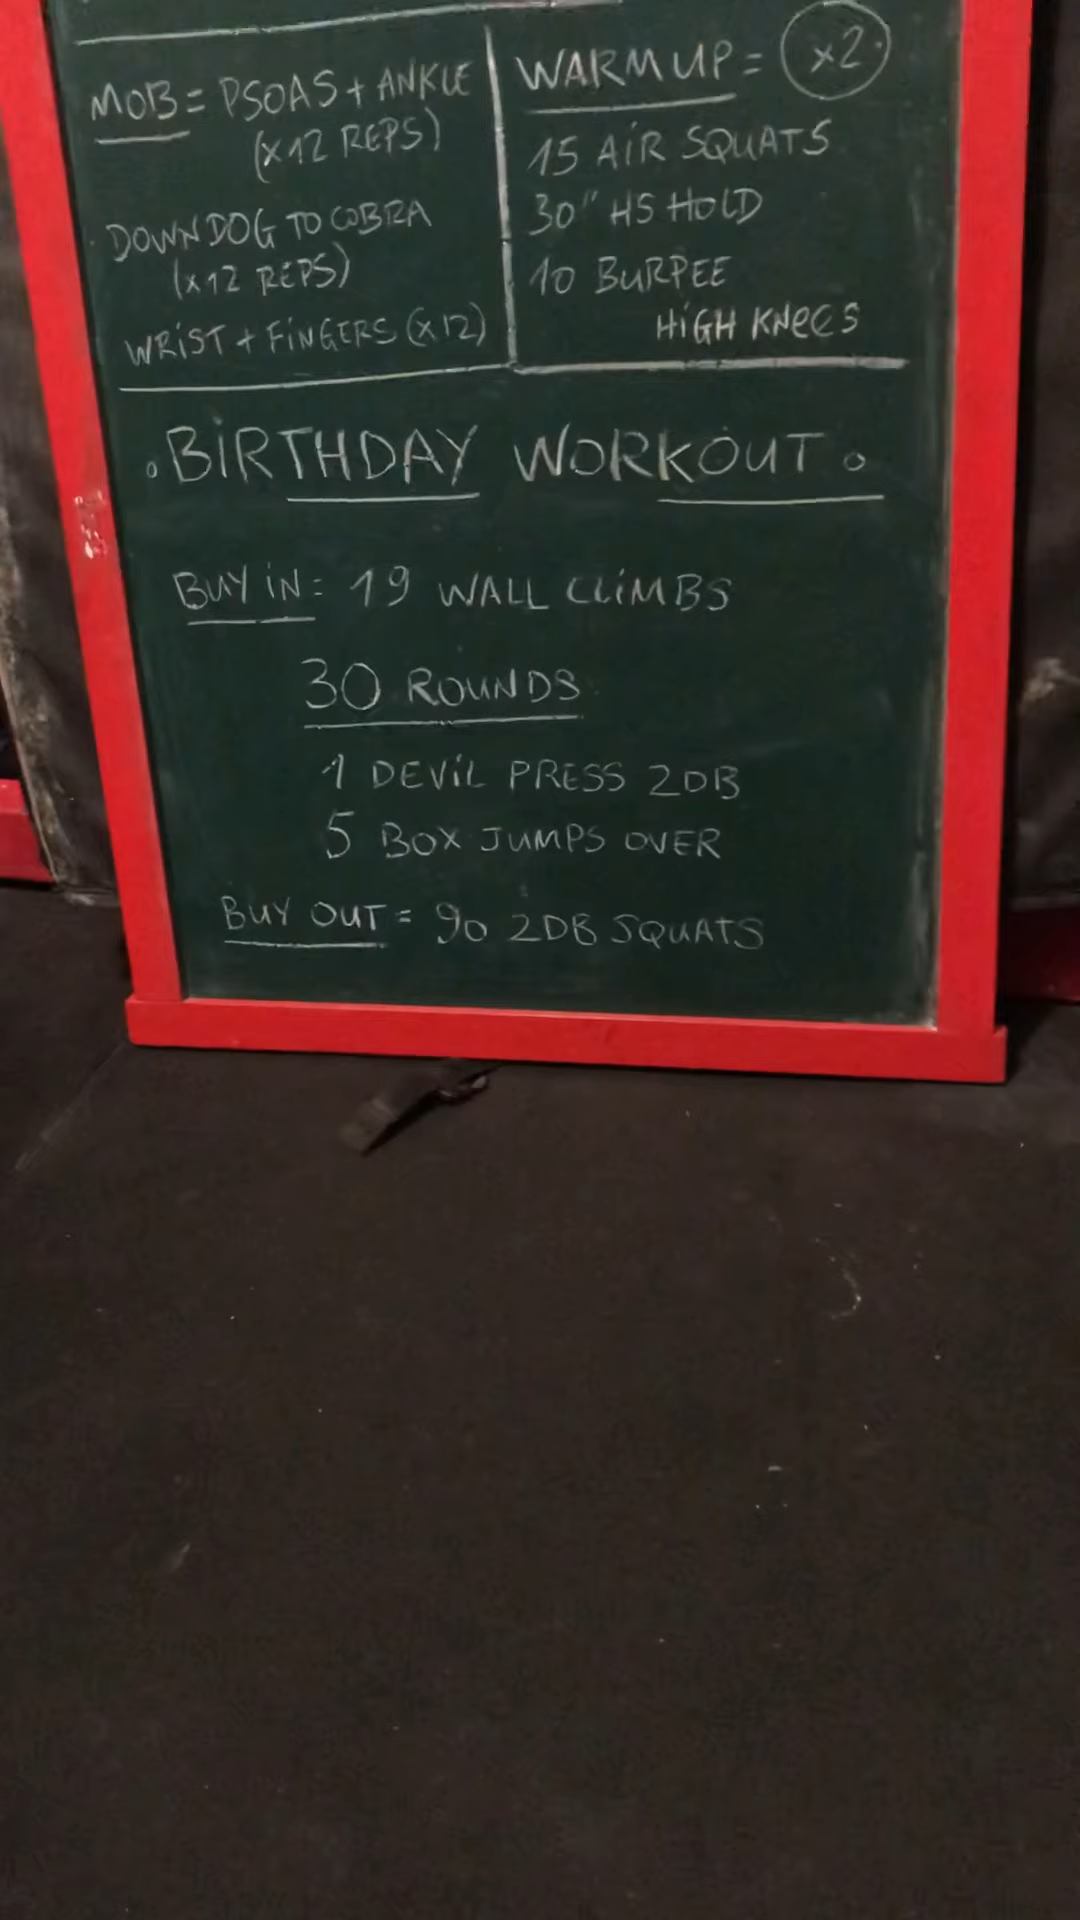 MOB = PSOAS + ANKLE
(x12 REPS)
DOWN DOG TO COBRA
(x12 REPS)
WRIST + FINGERS (x12)
WARM UP = x2
15 AIR SQUATS
30" HS HOLD
10 BURPEE
HIGH KNEES
BIRTHDAY WORKOUT
BUY IN: 19 WALL CLIMBS
30 ROUNDS
1 DEVIL PRESS 2DB
5 BOX JUMPS OVER
BUY OUT = 90 2DB SQUATS